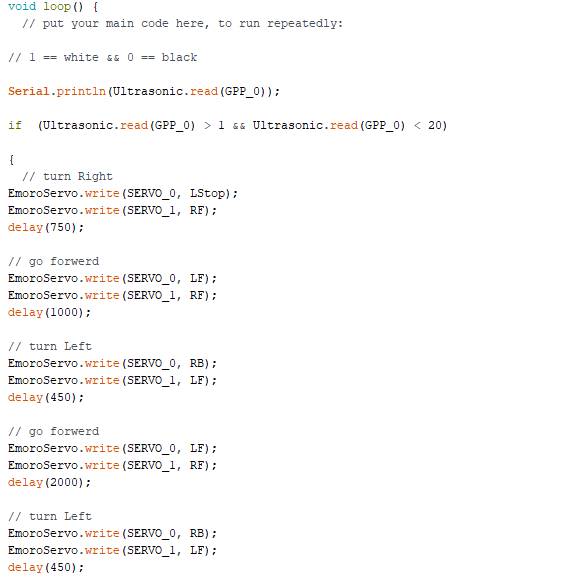 void loop() {
// put your main code here, to run repeatedly:
// 1 == white && 0 == black
Serial.println(Ultrasonic.read(GPP_0));
if (Ultrasonic.read(GPP_0) > 1 && Ultrasonic.read(GPP_0) < 20)
{
// turn Right
EmoroServo.write(SERVO_0, LStop);
EmoroServo.write(SERVO_1, RF);
delay(750);
// go forwerd
EmoroServo.write(SERVO_0, LF);
EmoroServo.write(SERVO_1, RF);
delay(1000);
// turn Left
EmoroServo.write(SERVO_0, RB);
EmoroServo.write(SERVO_1, LF);
delay(450);
// go forwerd
EmoroServo.write(SERVO_0, LF);
EmoroServo.write(SERVO_1, RF);
delay(2000);
// turn Left
EmoroServo.write(SERVO_0, RB);
EmoroServo.write(SERVO_1, LF);
delay(450);